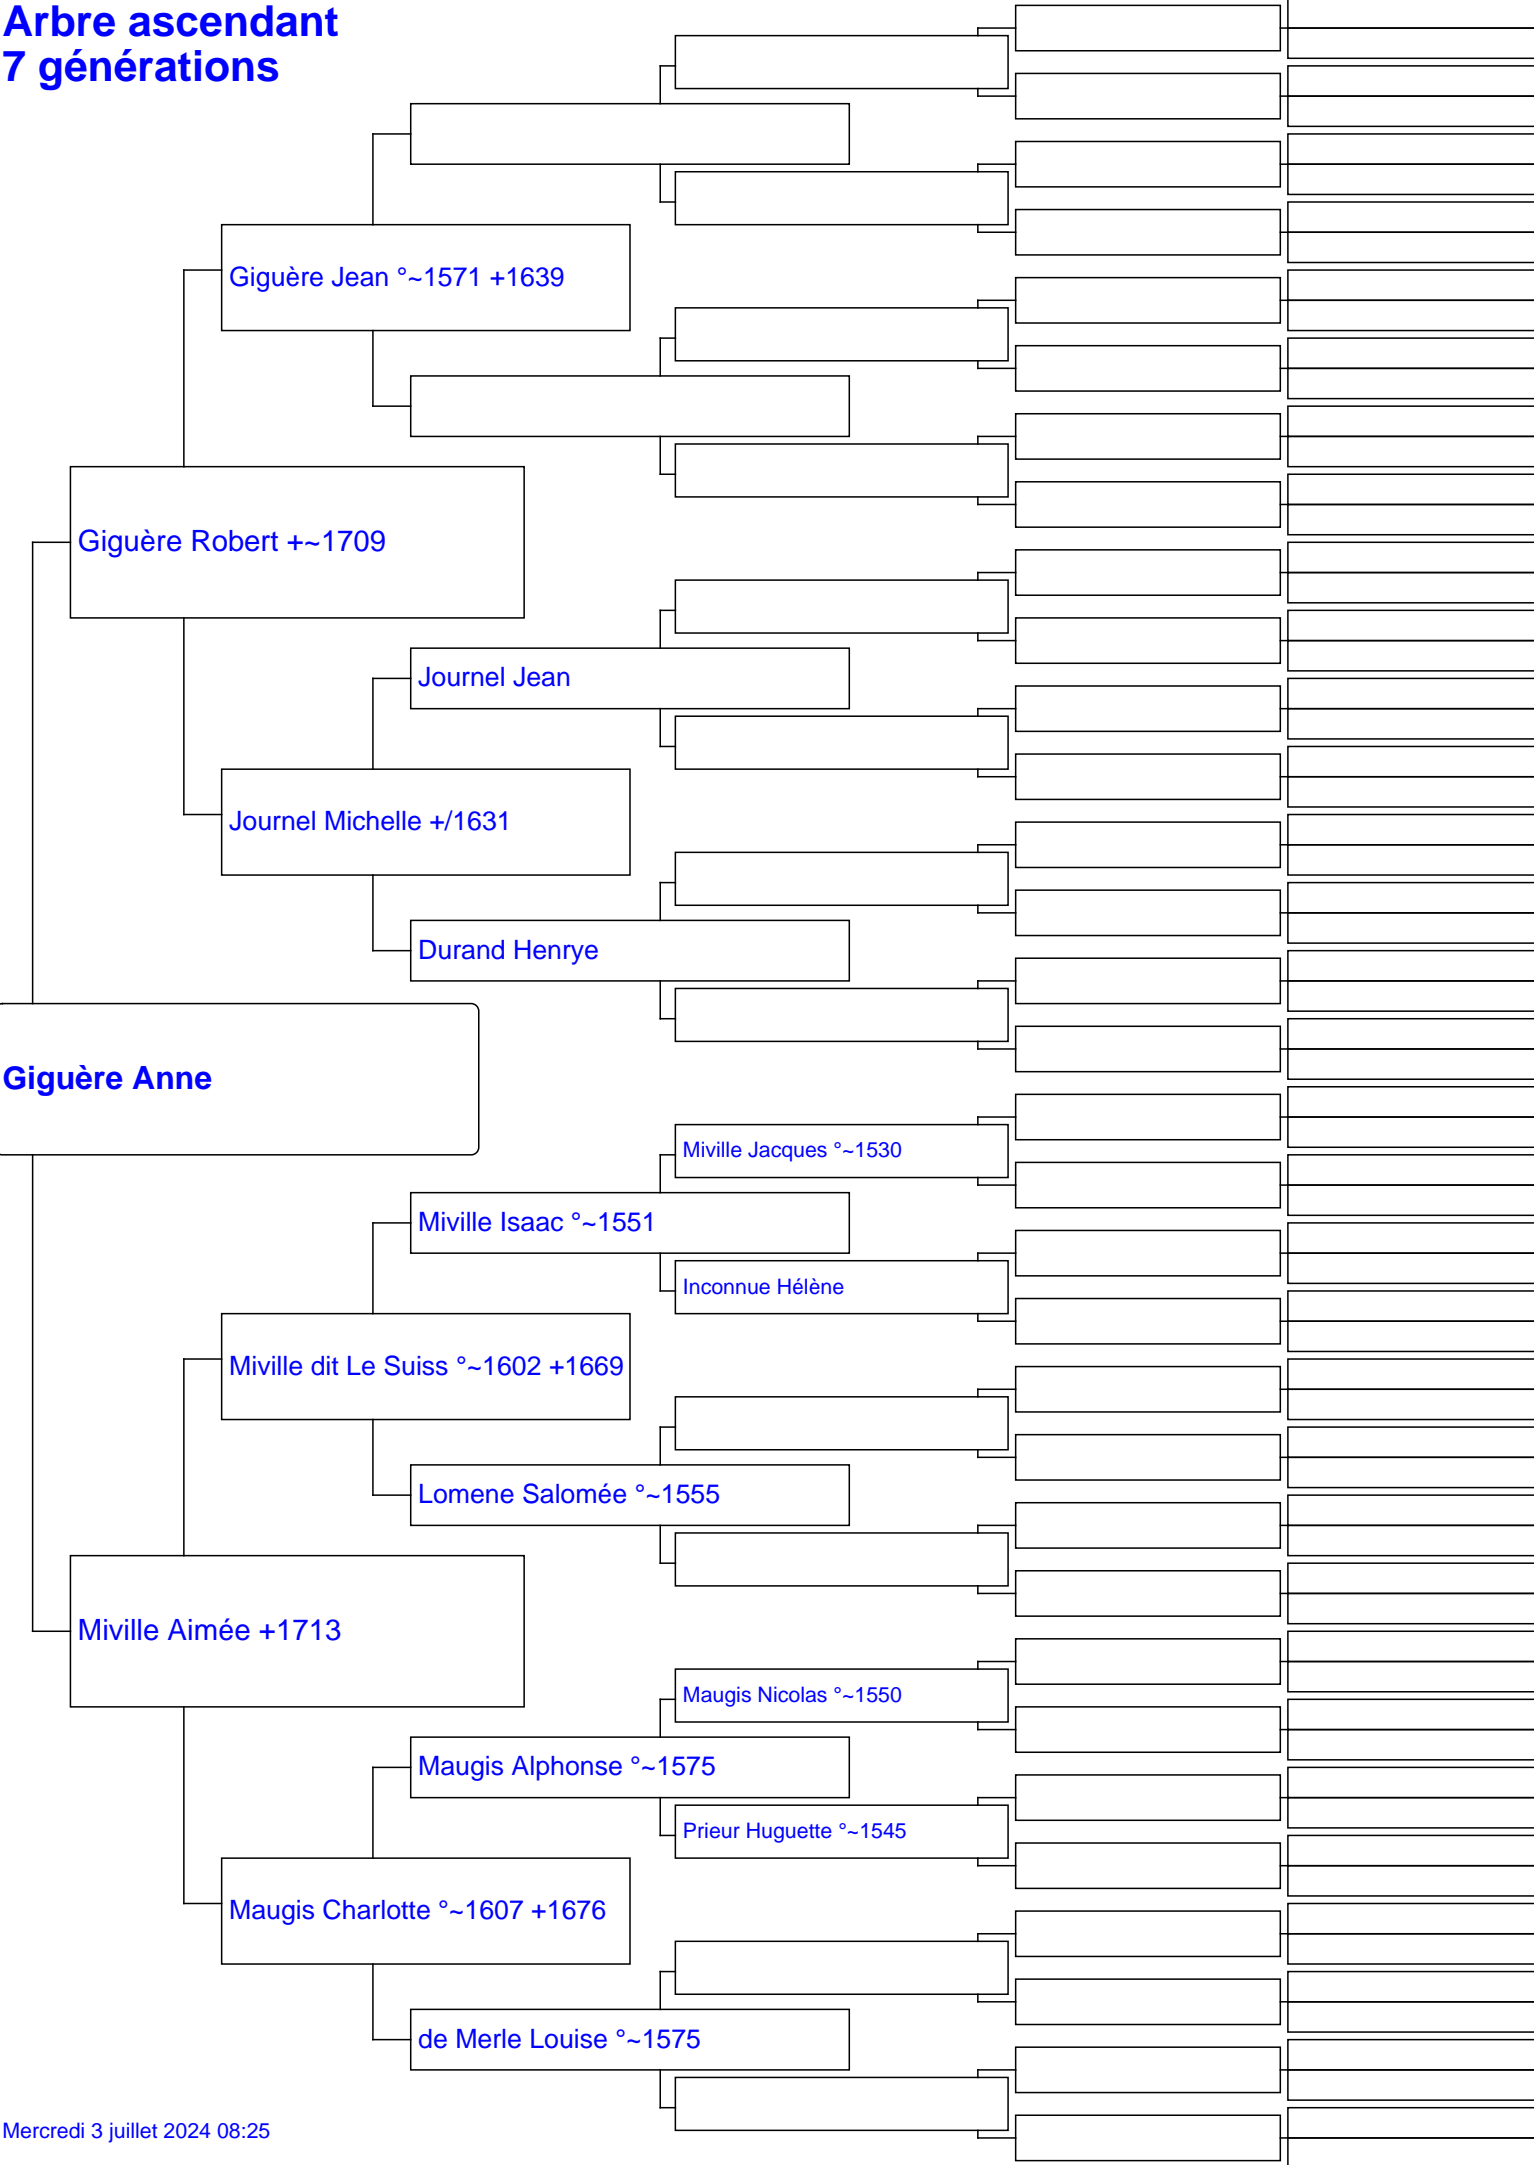 Arbre ascendant
7 générations
Giguère Jean °~1571 +1639
Giguère Robert +~1709
Journel Jean
Journel Michelle +/1631
Durand Henrye
Giguère Anne
Miville Jacques °~1530
Miville Isaac °~1551
Inconnue Hélène
Miville dit Le Suiss °~1602 +1669
Lomene Salomée °~1555
Miville Aimée +1713
Maugis Nicolas °~1550
Maugis Alphonse °~1575
Prieur Huguette °~1545
Maugis Charlotte °~1607 +1676
de Merle Louise °~1575
Mercredi 3 juillet 2024 08:25